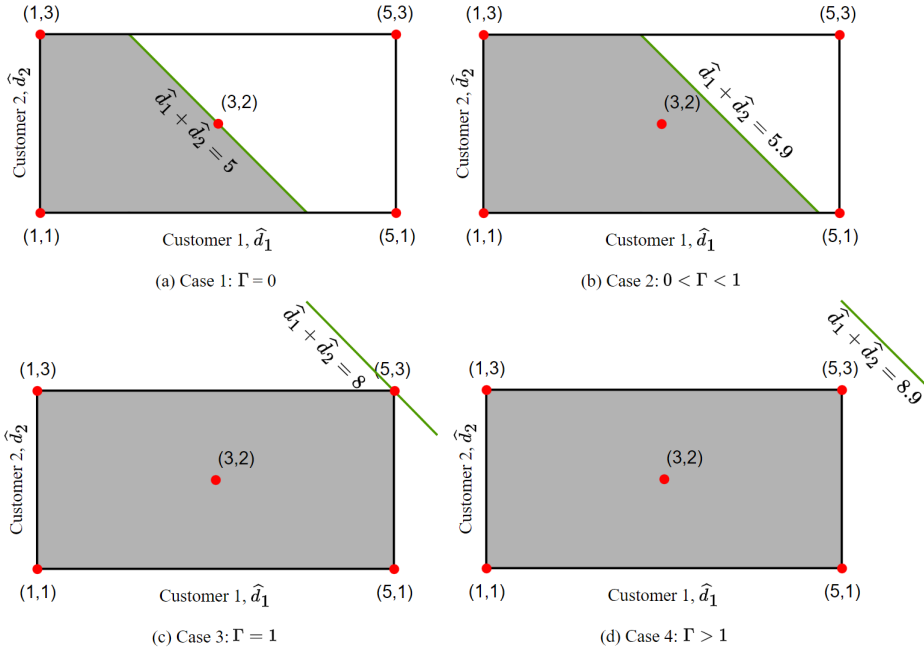 (1,3)
(5,3)
Customer 2, d̂₂
(3,2)
d̂₁ + d̂₂ = 5
(1,1)
(5,1)
Customer 1, d̂₁
(a) Case 1: Γ = 0
(1,3)
(5,3)
Customer 2, d̂₂
(3,2)
d̂₁ + d̂₂ = 5.9
(1,1)
(5,1)
Customer 1, d̂₁
(b) Case 2: 0 < Γ < 1
d̂₁ + d̂₂ = 8
(1,3)
(5,3)
Customer 2, d̂₂
(3,2)
(1,1)
(5,1)
Customer 1, d̂₁
(c) Case 3: Γ = 1
d̂₁ + d̂₂ = 8.9
(1,3)
(5,3)
Customer 2, d̂₂
(3,2)
(1,1)
(5,1)
Customer 1, d̂₁
(d) Case 4: Γ > 1